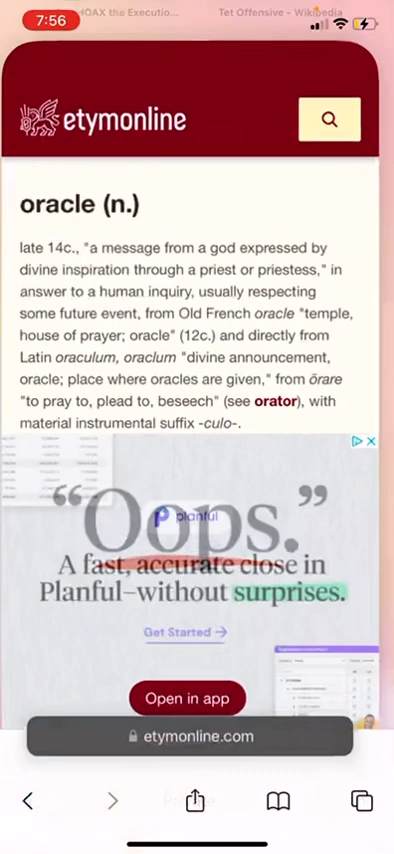 7:56
HOAX the Executio...
Tet Offensive – Wikipedia
etymonline
oracle (n.)
late 14c., "a message from a god expressed by
divine inspiration through a priest or priestess," in
answer to a human inquiry, usually respecting
some future event, from Old French oracle "temple,
house of prayer; oracle" (12c.) and directly from
Latin oraculum, oraclum "divine announcement,
oracle; place where oracles are given," from ōrare
"to pray to, plead to, beseech" (see orator), with
material instrumental suffix -culo-.
“Oops.”
planful
A fast, accurate close in
Planful–without surprises.
Get Started →
Open in app
etymonline.com